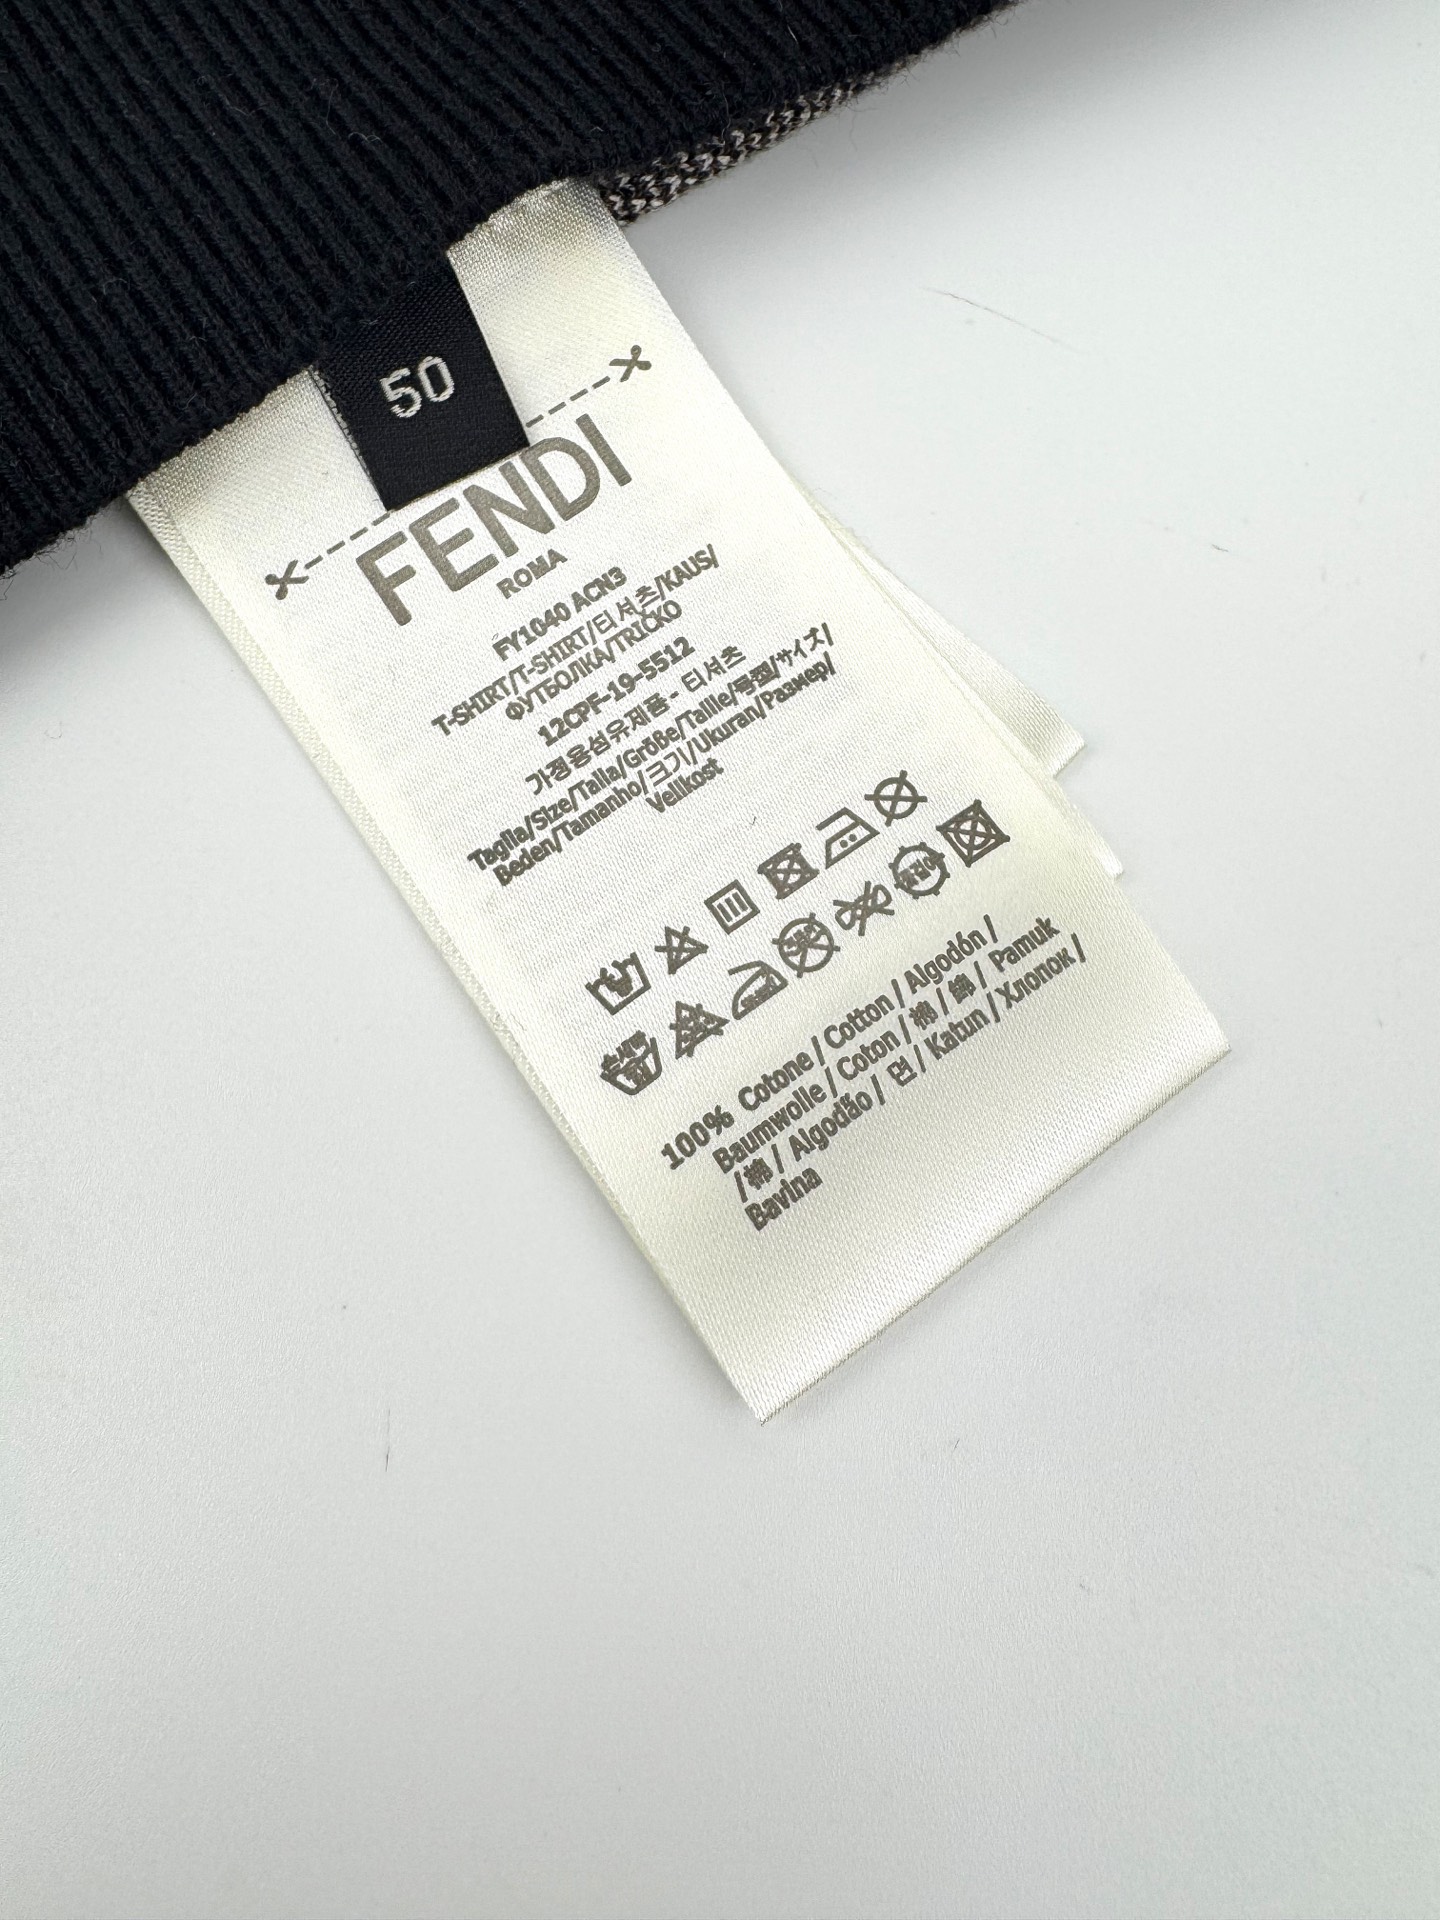 50
FENDI
ROMA
FY1040 ACN3
T-SHIRT/T-SHIRT/티셔츠/KAUS/
ФУТБОЛКА/TRIČKO
12CPF-19-5512
가정용섬유제품 - 티셔츠
Taglia/Size/Talla/Größe/Taille/号型/サイズ/
Beden/Tamanho/크기/Ukuran/Размер/
Velikost
손세탁
100% Cotone / Cotton / Algodón /
Baumwolle / Coton / 棉 / 綿 / Pamuk
/ 棉 / Algodão / 면 / Katun / Хлопок /
Bavlna